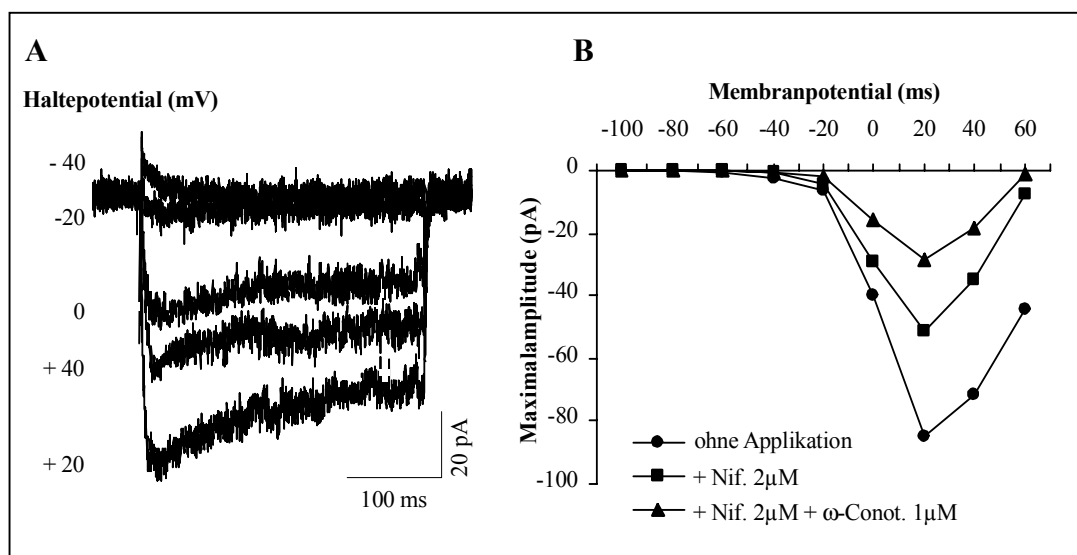 A
Haltepotential (mV)
- 40
-20
0
+ 40
+ 20
20 pA
100 ms
B
Membranpotential (ms)
-100 -80 -60 -40 -20 0 20 40 60
Maximalamplitude (pA)
0
-20
-40
-60
-80
-100
ohne Applikation
+ Nif. 2µM
+ Nif. 2µM + ω-Conot. 1µM